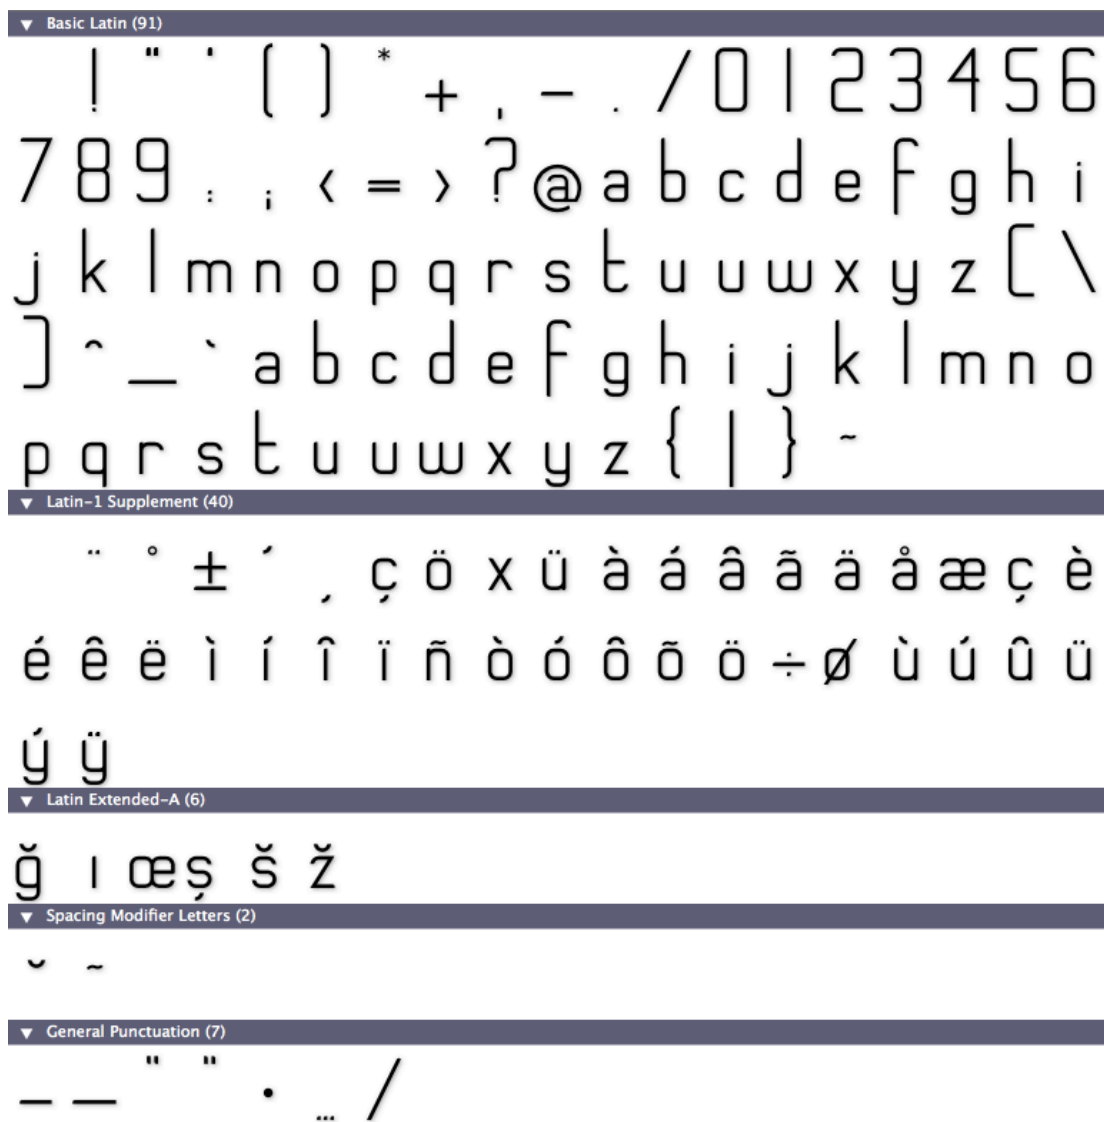 ▼ Basic Latin (91)
! " ' ( ) * + , - . / 0 1 2 3 4 5 6
7 8 9 : ; < = > ? @ a b c d e f g h i
j k l m n o p q r s t u u w x y z [ \
] ^ _ ` a b c d e f g h i j k l m n o
p q r s t u u w x y z { | } ~
▼ Latin-1 Supplement (40)
¨ ° ± ´ ¸ ç ö x ü à á â ã ä å æ ç è
é ê ë ì í î ï ñ ò ó ô õ ö ÷ ø ù ú û ü
ý ÿ
▼ Latin Extended-A (6)
ğ ı œ ş š ž
▼ Spacing Modifier Letters (2)
˘ ˜
▼ General Punctuation (7)
– — " " • … ⁄